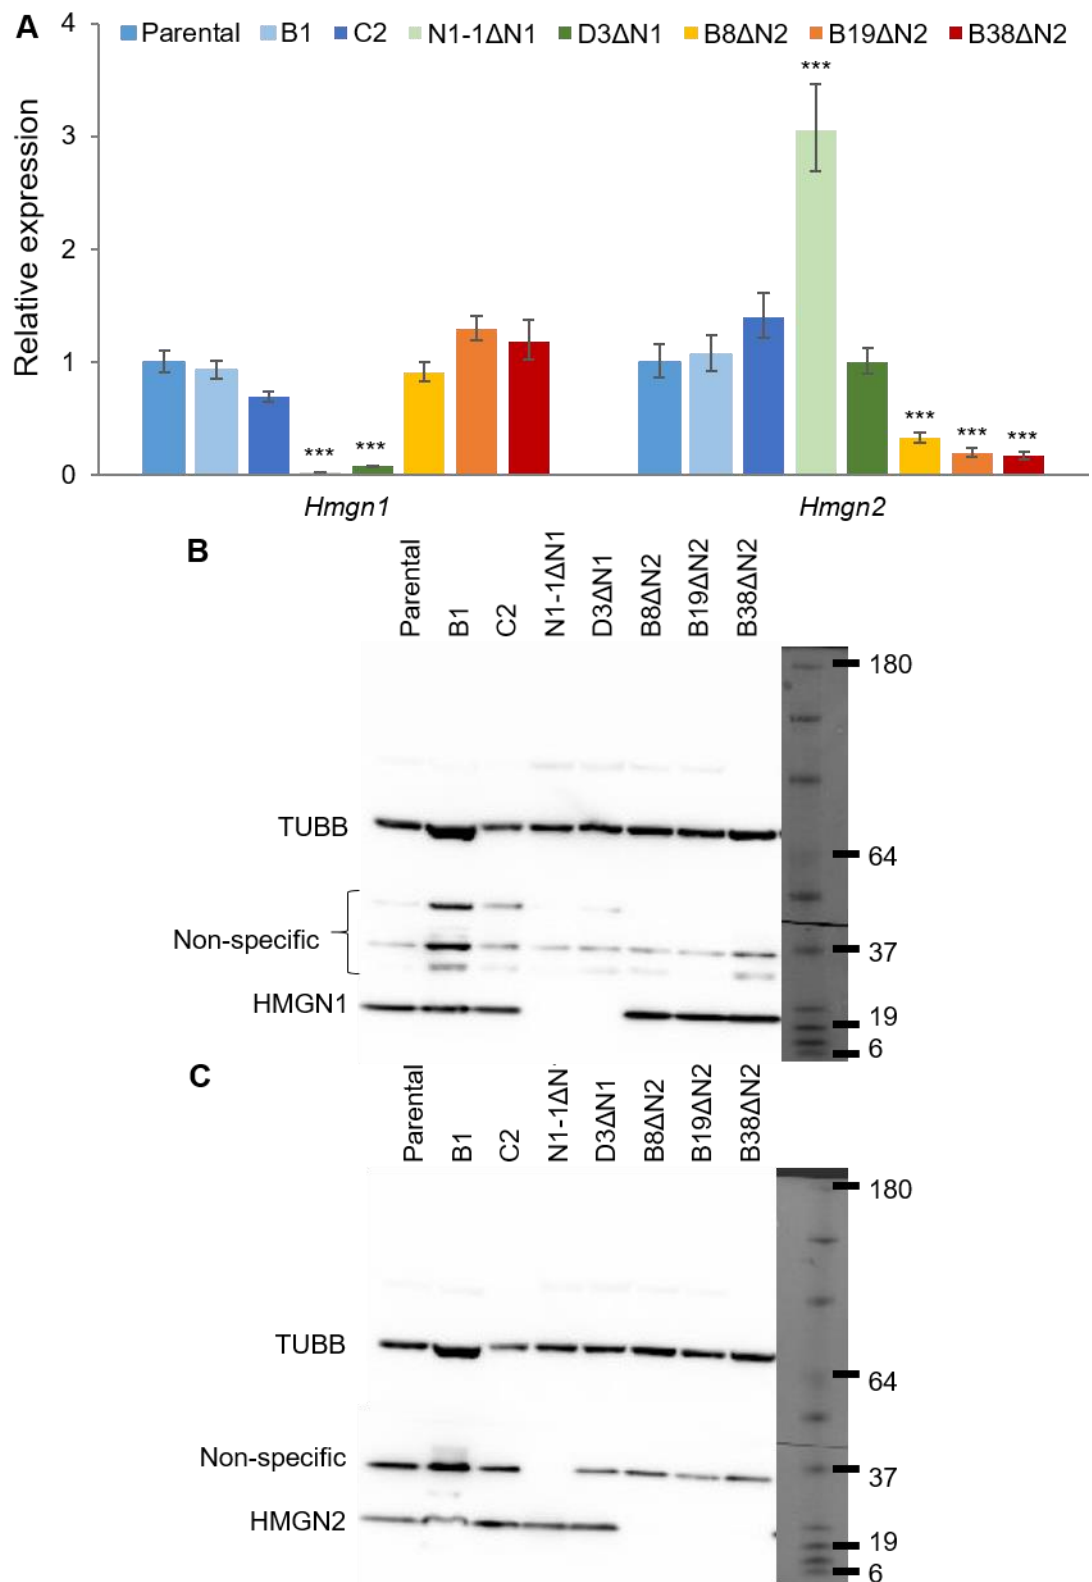 A
4 Parental B1 C2 N1-1ΔN1 D3ΔN1 B8ΔN2 B19ΔN2 B38ΔN2
Relative expression
***
3
2
1
*** *** *** *** ***
0
Hmgn1 Hmgn2
B
Parental B1 C2 N1-1ΔN1 D3ΔN1 B8ΔN2 B19ΔN2 B38ΔN2
180
TUBB
64
Non-specific
37
HMGN1
19
6
C
Parental B1 C2 N1-1ΔN D3ΔN1 B8ΔN2 B19ΔN2 B38ΔN2
180
TUBB
64
Non-specific
37
HMGN2
19
6